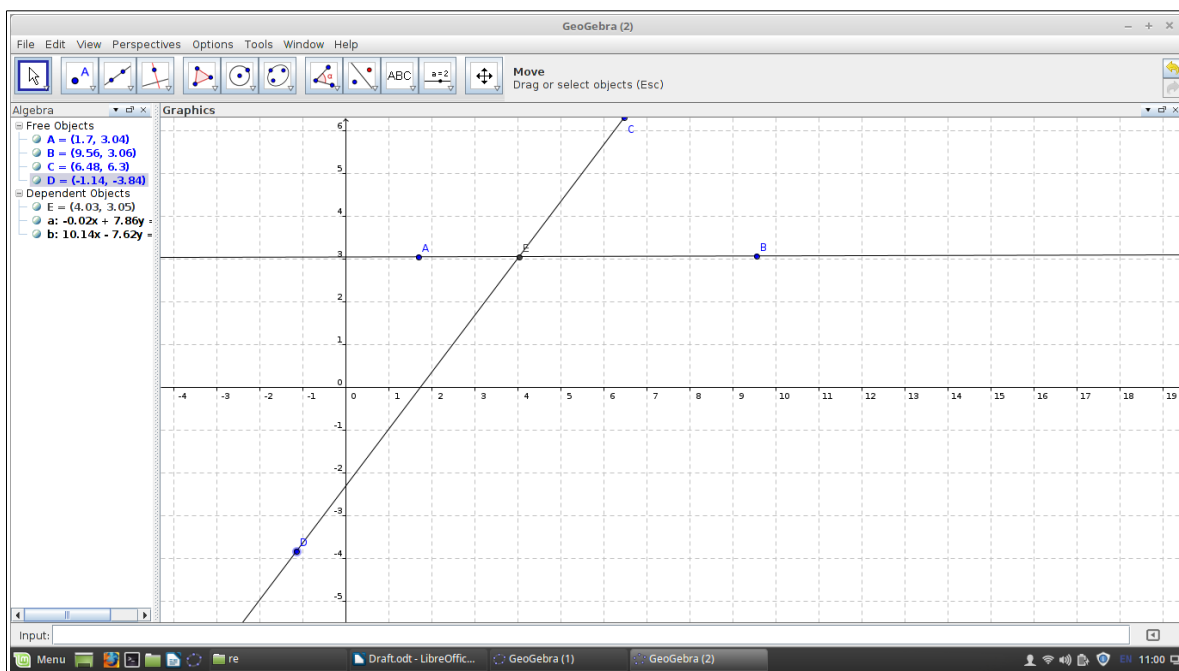 GeoGebra (2)
File Edit View Perspectives Options Tools Window Help
A
α
ABC
a=2
Move
Drag or select objects (Esc)
Algebra
Graphics
Free Objects
A = (1.7, 3.04)
B = (9.56, 3.06)
C = (6.48, 6.3)
D = (-1.14, -3.84)
Dependent Objects
E = (4.03, 3.05)
a: -0.02x + 7.86y =
b: 10.14x - 7.62y =
6
5
4
3
2
1
0
-1
-2
-3
-4
-5
-4 -3 -2 -1 0 1 2 3 4 5 6 7 8 9 10 11 12 13 14 15 16 17 18 19
C
A
E
B
D
Input:
Menu
re
Draft.odt - LibreOffic...
GeoGebra (1)
GeoGebra (2)
EN
11:00